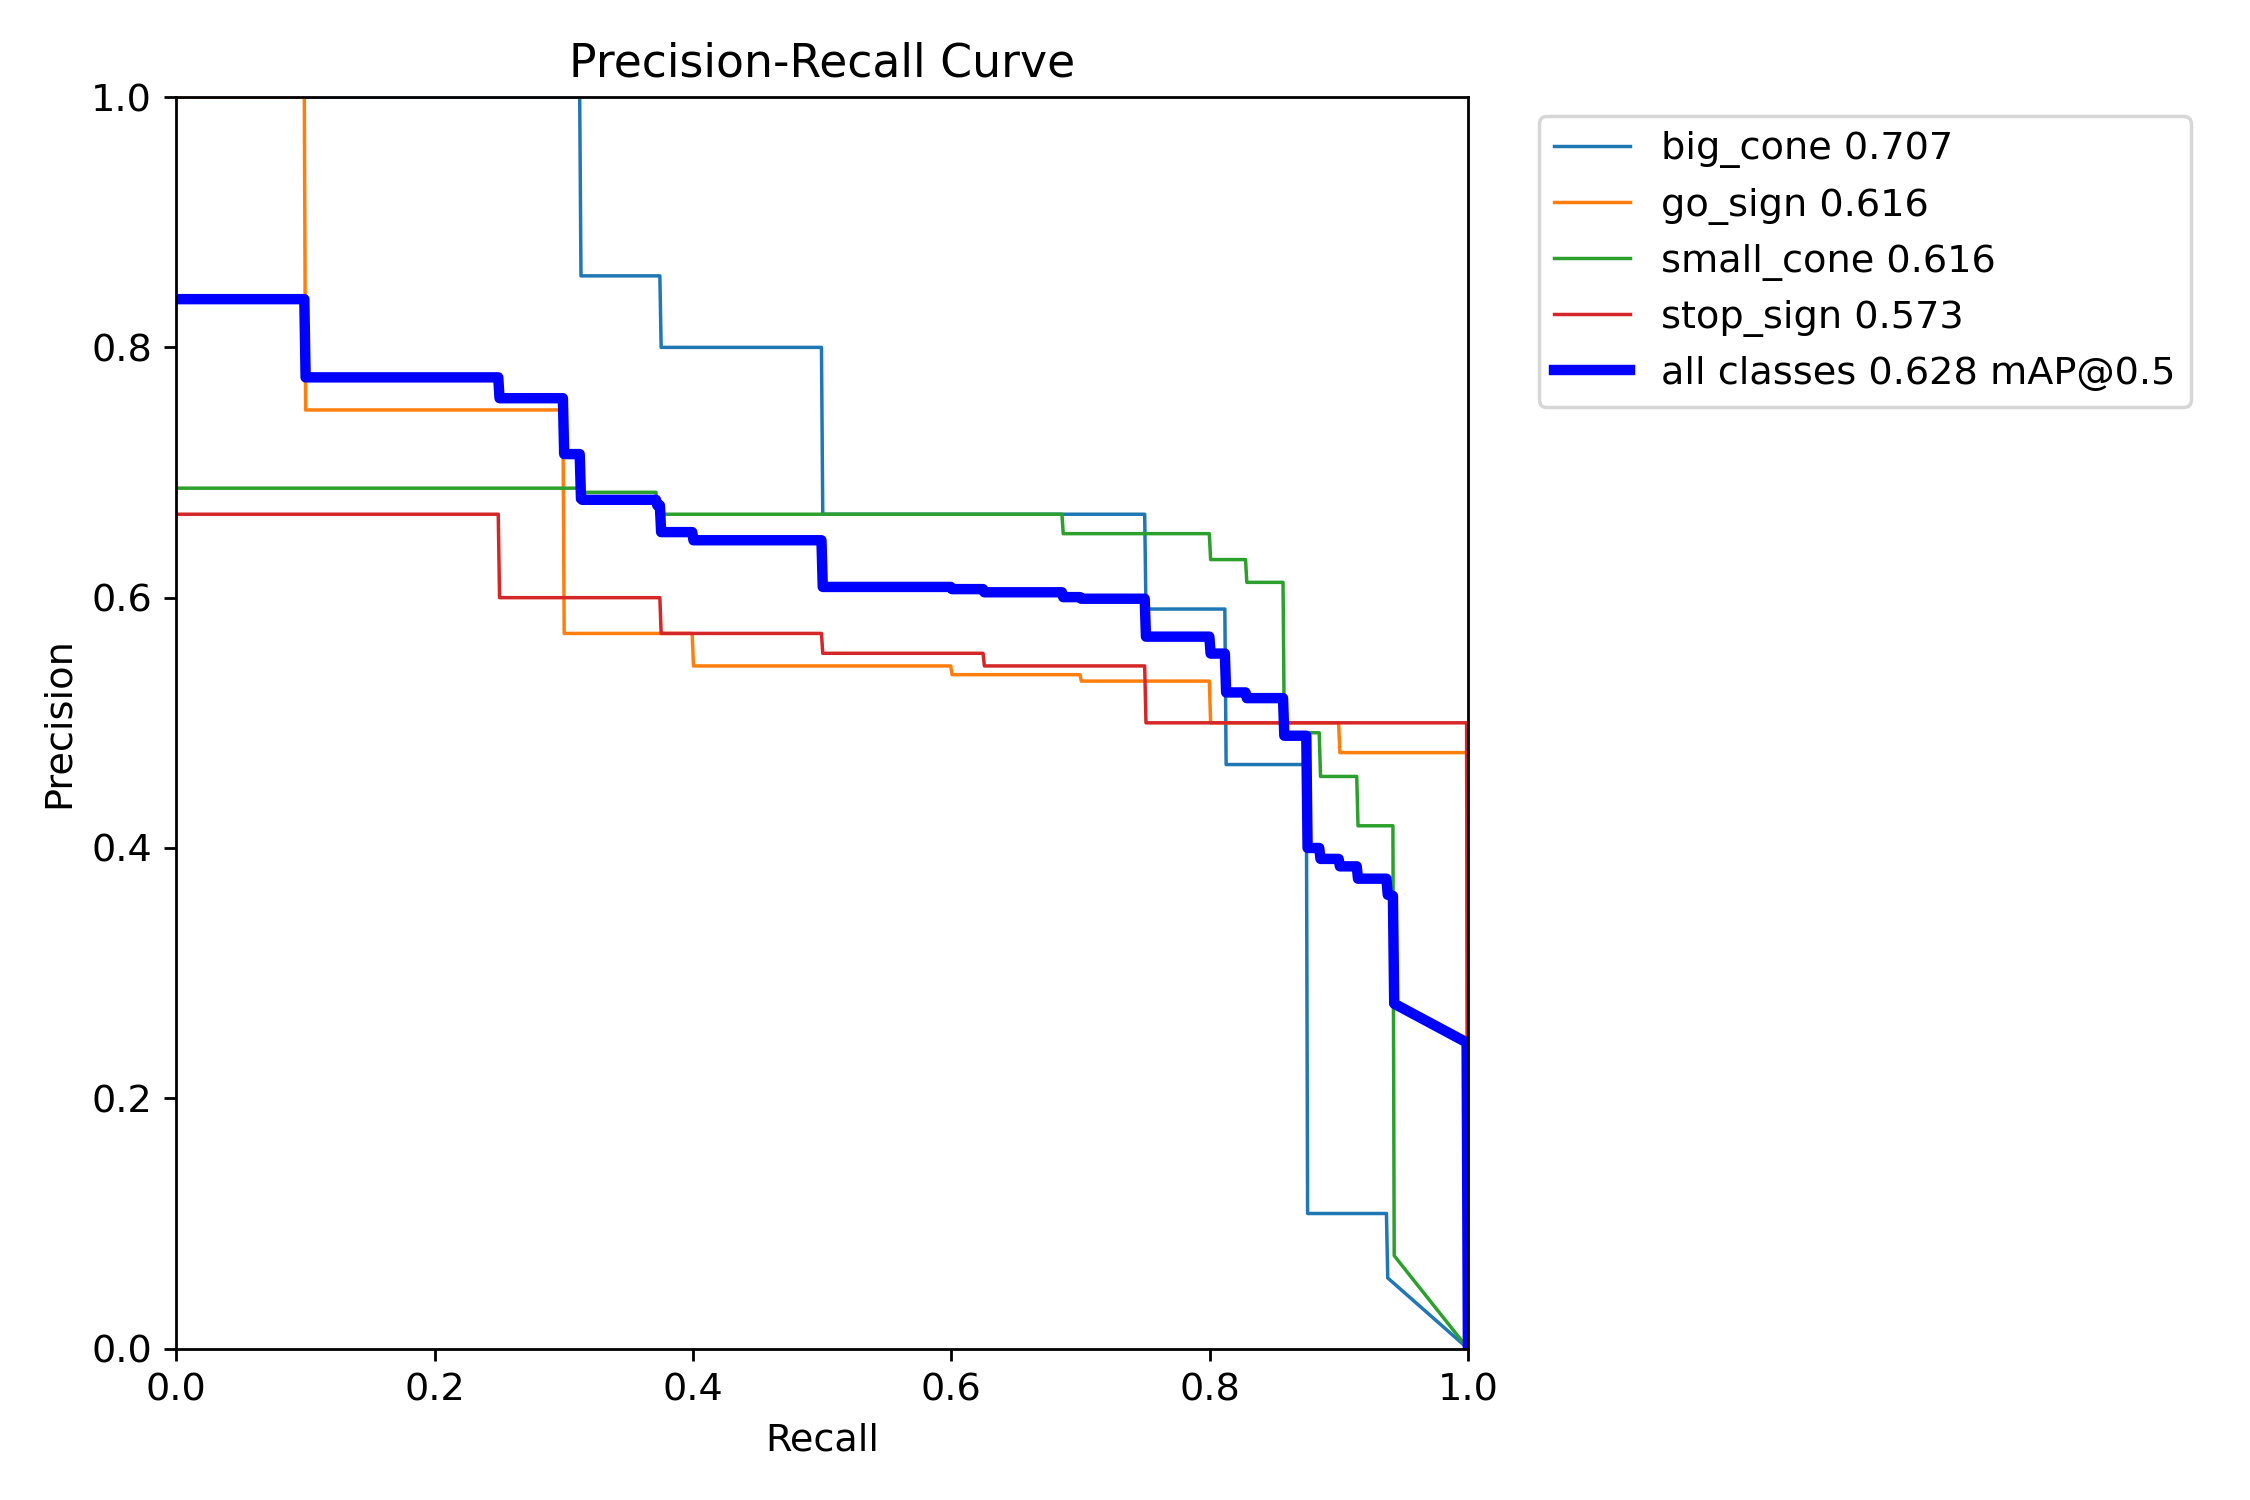 Precision-Recall Curve
1.0
0.8
0.6
0.4
0.2
0.0
Precision
0.0 0.2 0.4 0.6 0.8 1.0
Recall
big_cone 0.707
go_sign 0.616
small_cone 0.616
stop_sign 0.573
all classes 0.628 mAP@0.5